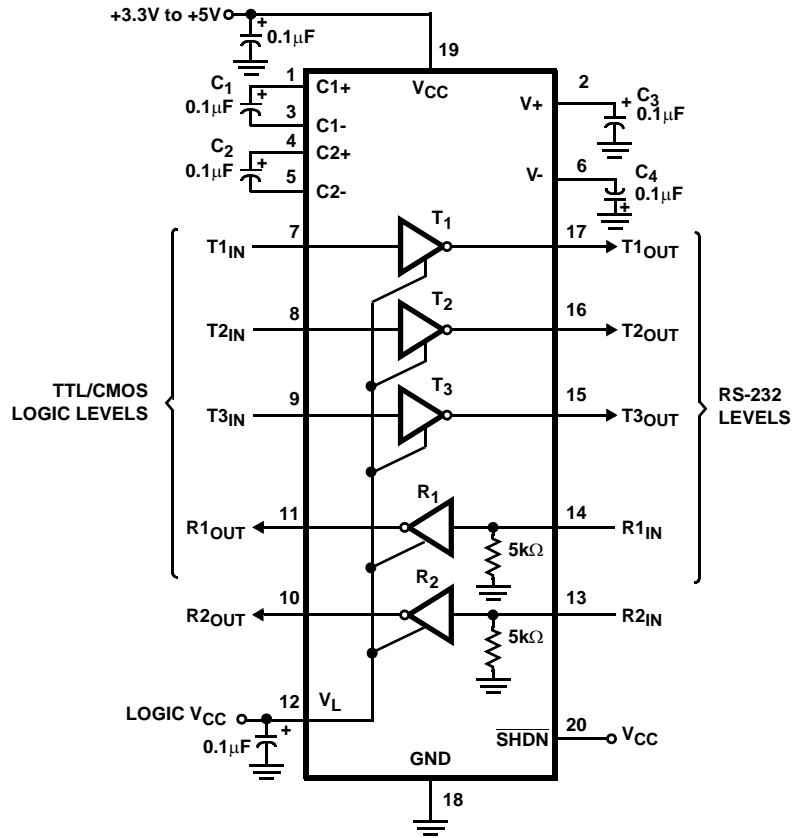 +3.3V to +5V
+
0.1µF
19
C1
0.1µF
+
1
C1+
3
C1-
VCC
2
V+
+
C3
0.1µF
C2
0.1µF
+
4
C2+
5
C2-
6
V-
C4
0.1µF
+
T1
T1IN
7
17
T1OUT
T2
T2IN
8
16
T2OUT
TTL/CMOS
LOGIC LEVELS
T3
T3IN
9
15
T3OUT
RS-232
LEVELS
R1
R1OUT
11
14
R1IN
5kΩ
R2
R2OUT
10
13
R2IN
5kΩ
LOGIC VCC
12
VL
+
0.1µF
SHDN
20
VCC
GND
18